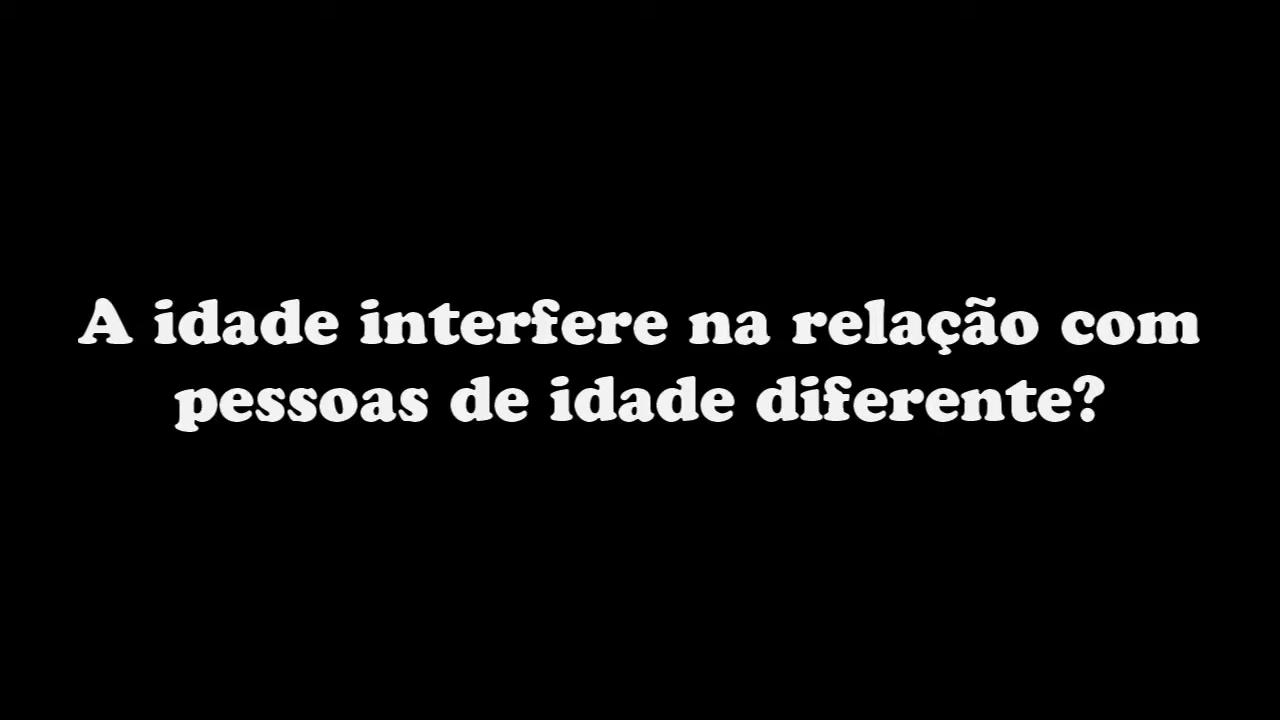 A idade interfere na relação com
pessoas de idade diferente?